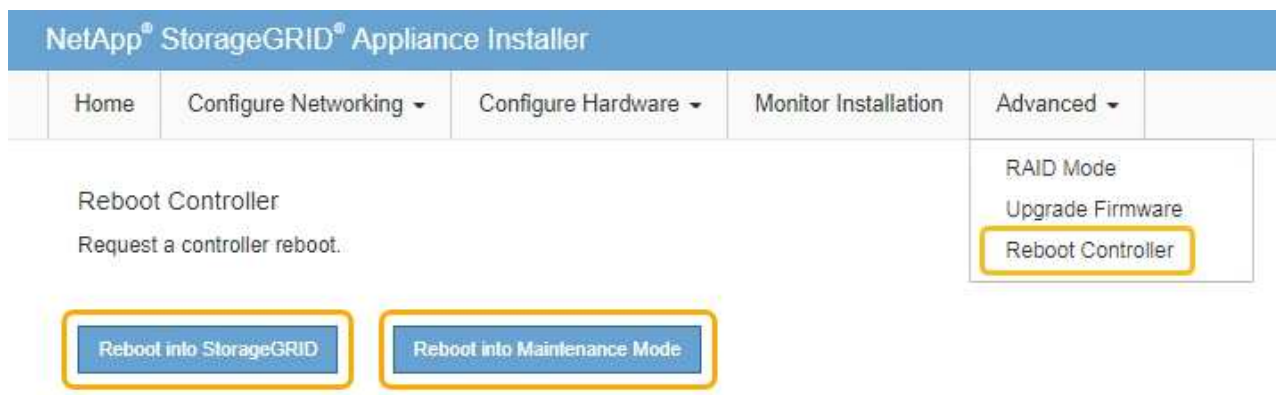 NetApp® StorageGRID® Appliance Installer
Home
Configure Networking
Configure Hardware
Monitor Installation
Advanced
RAID Mode
Upgrade Firmware
Reboot Controller
Reboot Controller
Request a controller reboot.
Reboot into StorageGRID
Reboot into Maintenance Mode